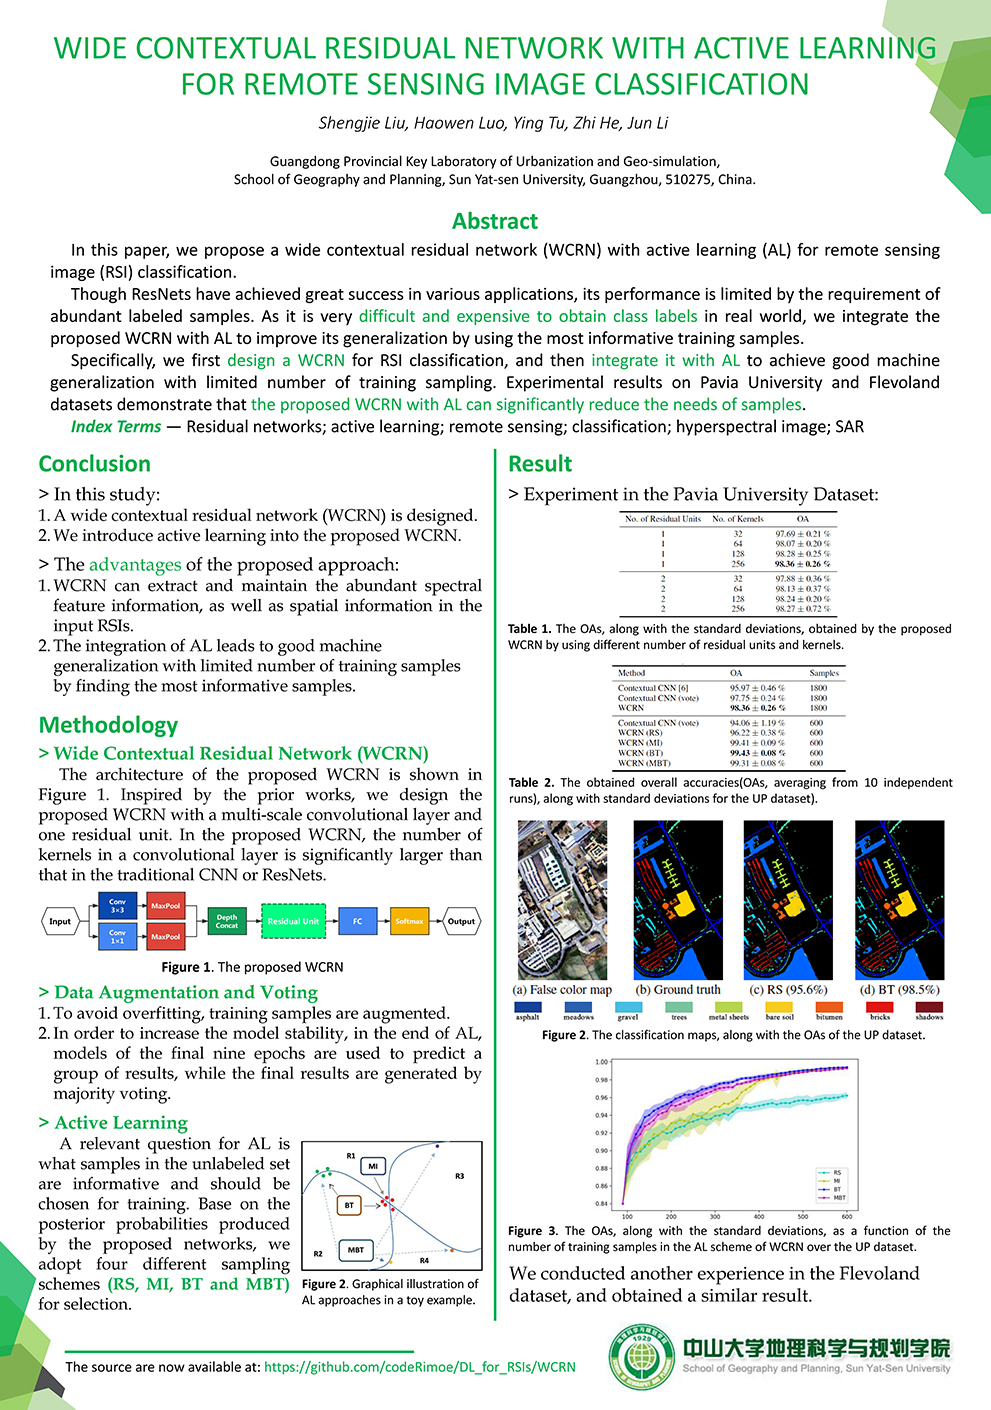 WIDE CONTEXTUAL RESIDUAL NETWORK WITH ACTIVE LEARNING
FOR REMOTE SENSING IMAGE CLASSIFICATION
Shengjie Liu, Haowen Luo, Ying Tu, Zhi He, Jun Li
Guangdong Provincial Key Laboratory of Urbanization and Geo-simulation,
School of Geography and Planning, Sun Yat-sen University, Guangzhou, 510275, China.
Abstract
In this paper, we propose a wide contextual residual network (WCRN) with active learning (AL) for remote sensing
image (RSI) classification.
Though ResNets have achieved great success in various applications, its performance is limited by the requirement of
abundant labeled samples. As it is very difficult and expensive to obtain class labels in real world, we integrate the
proposed WCRN with AL to improve its generalization by using the most informative training samples.
Specifically, we first design a WCRN for RSI classification, and then integrate it with AL to achieve good machine
generalization with limited number of training sampling. Experimental results on Pavia University and Flevoland
datasets demonstrate that the proposed WCRN with AL can significantly reduce the needs of samples.
Index Terms — Residual networks; active learning; remote sensing; classification; hyperspectral image; SAR
Conclusion
> In this study:
1. A wide contextual residual network (WCRN) is designed.
2. We introduce active learning into the proposed WCRN.
> The advantages of the proposed approach:
1. WCRN can extract and maintain the abundant spectral
feature information, as well as spatial information in the
input RSIs.
2. The integration of AL leads to good machine
generalization with limited number of training samples
by finding the most informative samples.
Methodology
> Wide Contextual Residual Network (WCRN)
The architecture of the proposed WCRN is shown in
Figure 1. Inspired by the prior works, we design the
proposed WCRN with a multi-scale convolutional layer and
one residual unit. In the proposed WCRN, the number of
kernels in a convolutional layer is significantly larger than
that in the traditional CNN or ResNets.
Input
Conv
3×3
MaxPool
Conv
1×1
MaxPool
Depth
Concat
Residual Unit
FC
Softmax
Output
Figure 1. The proposed WCRN
> Data Augmentation and Voting
1. To avoid overfitting, training samples are augmented.
2. In order to increase the model stability, in the end of AL,
models of the final nine epochs are used to predict a
group of results, while the final results are generated by
majority voting.
> Active Learning
A relevant question for AL is
what samples in the unlabeled set
are informative and should be
chosen for training. Base on the
posterior probabilities produced
by the proposed networks, we
adopt four different sampling
schemes (RS, MI, BT and MBT)
for selection.
R1
MI
R3
BT
R2
MBT
R4
Figure 2. Graphical illustration of
AL approaches in a toy example.
Result
> Experiment in the Pavia University Dataset:
No. of Residual Units No. of Kernels OA
1 32 97.69 ± 0.21 %
1 64 98.07 ± 0.20 %
1 128 98.28 ± 0.25 %
1 256 98.36 ± 0.26 %
2 32 97.88 ± 0.36 %
2 64 98.13 ± 0.37 %
2 128 98.24 ± 0.20 %
2 256 98.27 ± 0.72 %
Table 1. The OAs, along with the standard deviations, obtained by the proposed
WCRN by using different number of residual units and kernels.
Method OA Samples
Contextual CNN [6] 95.97 ± 0.46 % 1800
Contextual CNN (vote) 97.75 ± 0.24 % 1800
WCRN 98.36 ± 0.26 % 1800
Contextual CNN (vote) 94.06 ± 1.19 % 600
WCRN (RS) 96.22 ± 0.38 % 600
WCRN (MI) 99.41 ± 0.09 % 600
WCRN (BT) 99.43 ± 0.08 % 600
WCRN (MBT) 99.31 ± 0.08 % 600
Table 2. The obtained overall accuracies(OAs, averaging from 10 independent
runs), along with standard deviations for the UP dataset).
(a) False color map (b) Ground truth (c) RS (95.6%) (d) BT (98.5%)
asphalt meadows gravel trees metal sheets bare soil bitumen bricks shadows
Figure 2. The classification maps, along with the OAs of the UP dataset.
1.00
0.98
0.96
0.94
0.92
0.90
0.88
0.86
0.84
RS
MI
BT
MBT
100 200 300 400 500 600
Figure 3. The OAs, along with the standard deviations, as a function of the
number of training samples in the AL scheme of WCRN over the UP dataset.
We conducted another experience in the Flevoland
dataset, and obtained a similar result.
The source are now available at: https://github.com/codeRimoe/DL_for_RSIs/WCRN
中山大学地理科学与规划学院
School of Geography and Planning, Sun Yat-Sen University